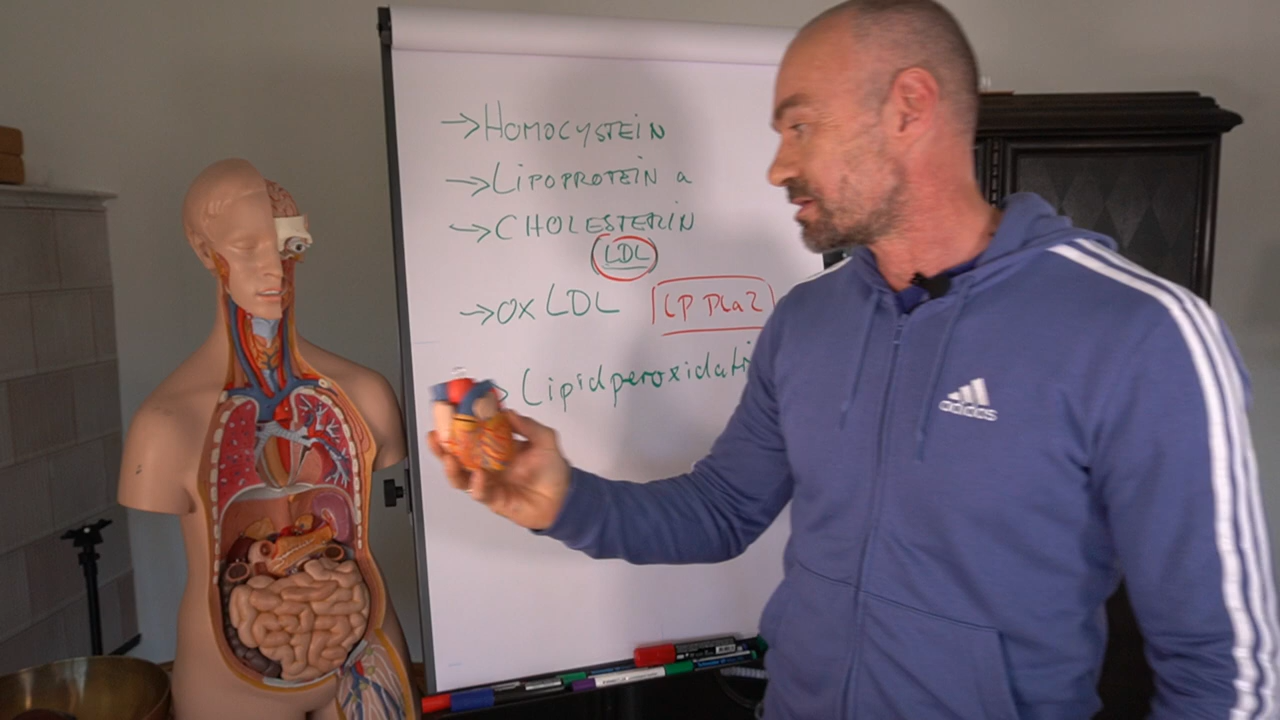 →HOMOCYSTEiN
→LiPOPROTEiN a
→CHOLESTERiN
LDL
→OX LDL LP PLa2
Lipidperoxidati
adidas